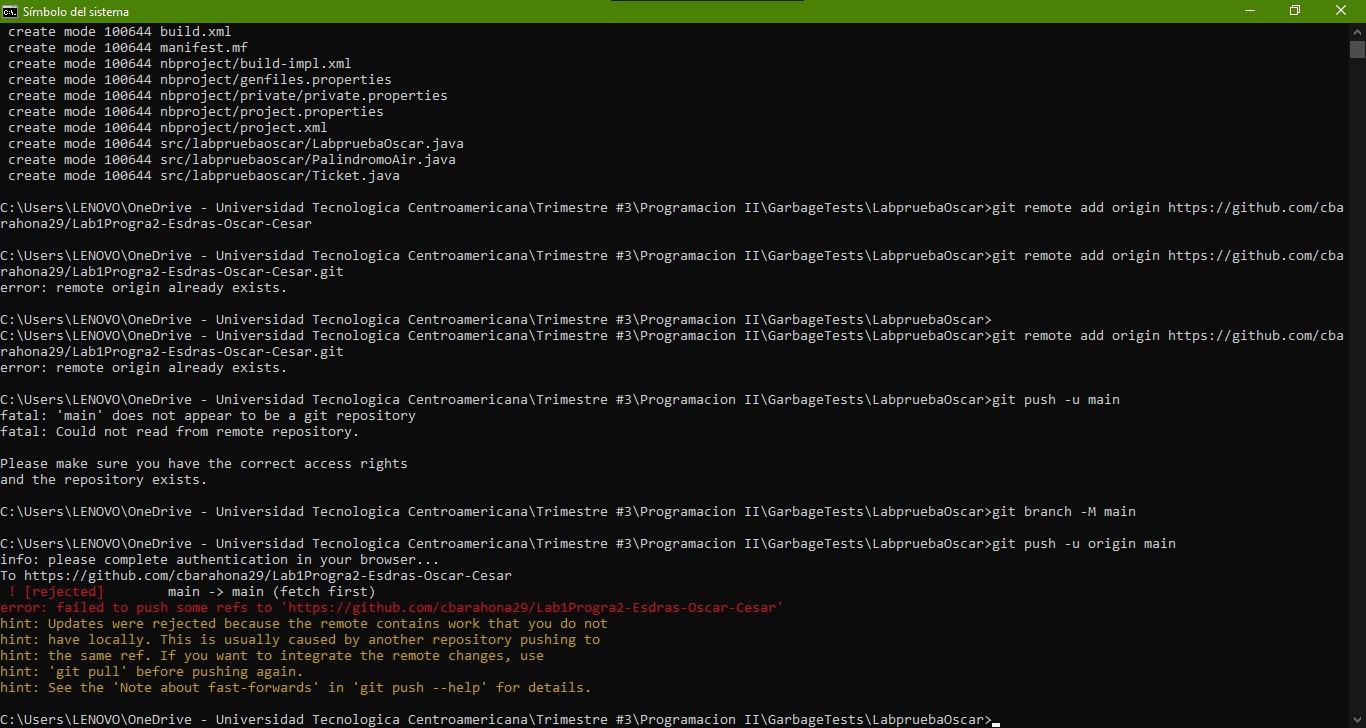 Símbolo del sistema
create mode 100644 build.xml
create mode 100644 manifest.mf
create mode 100644 nbproject/build-impl.xml
create mode 100644 nbproject/genfiles.properties
create mode 100644 nbproject/private/private.properties
create mode 100644 nbproject/project.properties
create mode 100644 nbproject/project.xml
create mode 100644 src/labpruebaoscar/LabpruebaOscar.java
create mode 100644 src/labpruebaoscar/PalindromoAir.java
create mode 100644 src/labpruebaoscar/Ticket.java
C:\Users\LENOVO\OneDrive - Universidad Tecnologica Centroamericana\Trimestre #3\Programacion II\GarbageTests\LabpruebaOscar>git remote add origin https://github.com/cba
rahona29/Lab1Progra2-Esdras-Oscar-Cesar
C:\Users\LENOVO\OneDrive - Universidad Tecnologica Centroamericana\Trimestre #3\Programacion II\GarbageTests\LabpruebaOscar>git remote add origin https://github.com/cba
rahona29/Lab1Progra2-Esdras-Oscar-Cesar.git
error: remote origin already exists.
C:\Users\LENOVO\OneDrive - Universidad Tecnologica Centroamericana\Trimestre #3\Programacion II\GarbageTests\LabpruebaOscar>
C:\Users\LENOVO\OneDrive - Universidad Tecnologica Centroamericana\Trimestre #3\Programacion II\GarbageTests\LabpruebaOscar>git remote add origin https://github.com/cba
rahona29/Lab1Progra2-Esdras-Oscar-Cesar.git
error: remote origin already exists.
C:\Users\LENOVO\OneDrive - Universidad Tecnologica Centroamericana\Trimestre #3\Programacion II\GarbageTests\LabpruebaOscar>git push -u main
fatal: 'main' does not appear to be a git repository
fatal: Could not read from remote repository.
Please make sure you have the correct access rights
and the repository exists.
C:\Users\LENOVO\OneDrive - Universidad Tecnologica Centroamericana\Trimestre #3\Programacion II\GarbageTests\LabpruebaOscar>git branch -M main
C:\Users\LENOVO\OneDrive - Universidad Tecnologica Centroamericana\Trimestre #3\Programacion II\GarbageTests\LabpruebaOscar>git push -u origin main
info: please complete authentication in your browser...
To https://github.com/cbarahona29/Lab1Progra2-Esdras-Oscar-Cesar
! [rejected]        main -> main (fetch first)
error: failed to push some refs to 'https://github.com/cbarahona29/Lab1Progra2-Esdras-Oscar-Cesar'
hint: Updates were rejected because the remote contains work that you do not
hint: have locally. This is usually caused by another repository pushing to
hint: the same ref. If you want to integrate the remote changes, use
hint: 'git pull' before pushing again.
hint: See the 'Note about fast-forwards' in 'git push --help' for details.
C:\Users\LENOVO\OneDrive - Universidad Tecnologica Centroamericana\Trimestre #3\Programacion II\GarbageTests\LabpruebaOscar>